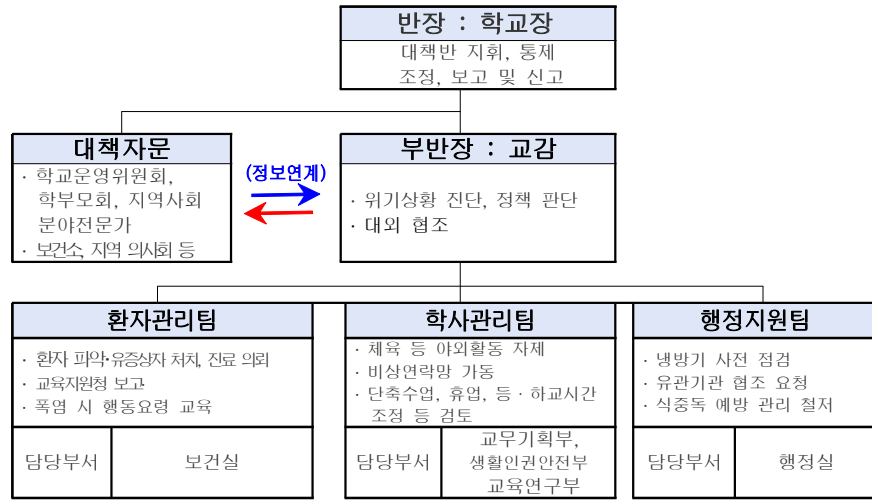 반장 : 학교장
대책반 지휘, 통제
조정, 보고 및 신고
대책자문
· 학교운영위원회,
학부모회, 지역사회
분야전문가
· 보건소, 지역 의사회 등
(정보연계)
부반장 : 교감
· 위기상황 진단, 정책 판단
· 대외 협조
환자관리팀
· 환자 파악·유증상자 처치, 진료 의뢰
· 교육지원청 보고
· 폭염 시 행동요령 교육
담당부서
보건실
학사관리팀
· 체육 등 야외활동 자제
· 비상연락망 가동
· 단축수업, 휴업, 등 · 하교시간
조정 등 검토
담당부서
교무기획부,
생활인권안전부
교육연구부
행정지원팀
· 냉방기 사전 점검
· 유관기관 협조 요청
· 식중독 예방 관리 철저
담당부서
행정실